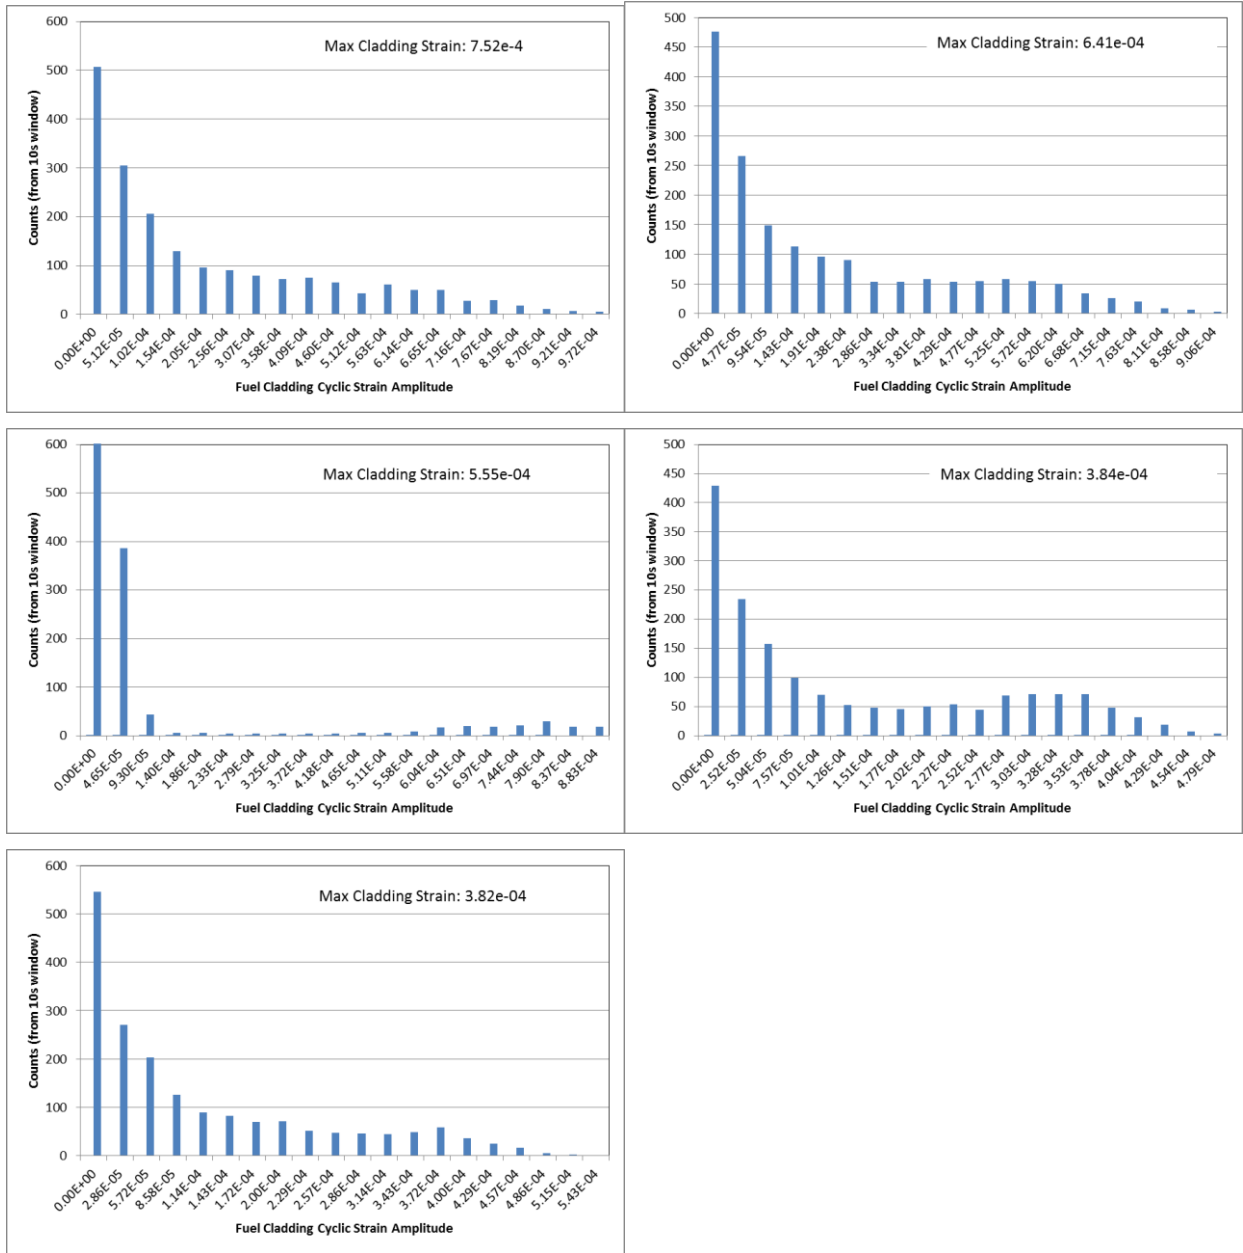 Max Cladding Strain: 7.52e-4
Counts (from 10s window)
600
500
400
300
200
100
0
0.00E+00 5.12E-05 1.02E-04 1.54E-04 2.05E-04 2.56E-04 3.07E-04 3.58E-04 4.09E-04 4.60E-04 5.12E-04 5.63E-04 6.14E-04 6.65E-04 7.16E-04 7.67E-04 8.19E-04 8.70E-04 9.21E-04 9.72E-04
Fuel Cladding Cyclic Strain Amplitude
Max Cladding Strain: 6.41e-04
Counts (from 10s window)
500
450
400
350
300
250
200
150
100
50
0
0.00E+00 4.77E-05 9.54E-05 1.43E-04 1.91E-04 2.38E-04 2.86E-04 3.34E-04 3.81E-04 4.29E-04 4.77E-04 5.25E-04 5.72E-04 6.20E-04 6.68E-04 7.15E-04 7.63E-04 8.11E-04 8.58E-04 9.06E-04
Fuel Cladding Cyclic Strain Amplitude
Max Cladding Strain: 5.55e-04
Counts (from 10s window)
600
500
400
300
200
100
0
0.00E+00 4.65E-05 9.30E-05 1.40E-04 1.86E-04 2.33E-04 2.79E-04 3.25E-04 3.72E-04 4.18E-04 4.65E-04 5.11E-04 5.58E-04 6.04E-04 6.51E-04 6.97E-04 7.44E-04 7.90E-04 8.37E-04 8.83E-04
Fuel Cladding Cyclic Strain Amplitude
Max Cladding Strain: 3.84e-04
Counts (from 10s window)
500
450
400
350
300
250
200
150
100
50
0
0.00E+00 2.52E-05 5.04E-05 7.57E-05 1.01E-04 1.26E-04 1.51E-04 1.77E-04 2.02E-04 2.27E-04 2.52E-04 2.77E-04 3.03E-04 3.28E-04 3.53E-04 3.78E-04 4.04E-04 4.29E-04 4.54E-04 4.79E-04
Fuel Cladding Cyclic Strain Amplitude
Max Cladding Strain: 3.82e-04
Counts (from 10s window)
600
500
400
300
200
100
0
0.00E+00 2.86E-05 5.72E-05 8.58E-05 1.14E-04 1.43E-04 1.72E-04 2.00E-04 2.29E-04 2.57E-04 2.86E-04 3.14E-04 3.43E-04 3.72E-04 4.00E-04 4.29E-04 4.57E-04 4.86E-04 5.15E-04 5.43E-04
Fuel Cladding Cyclic Strain Amplitude